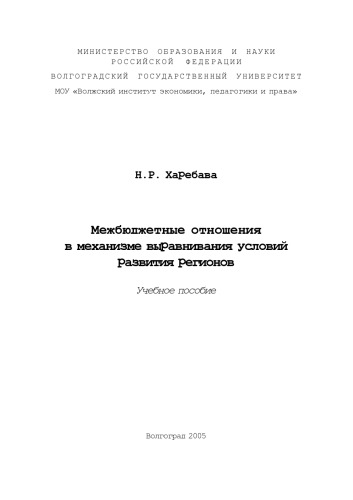 МИНИСТЕРСТВО ОБРАЗОВАНИЯ И НАУКИ
РОССИЙСКОЙ ФЕДЕРАЦИИ
ВОЛГОГРАДСКИЙ ГОСУДАРСТВЕННЫЙ УНИВЕРСИТЕТ
МОУ «Волжский институт экономики, педагогики и права»
Н.Р. Харебава
Межбюджетные отношения
в механизме выравнивания условий
развития регионов
Учебное пособие
Волгоград 2005